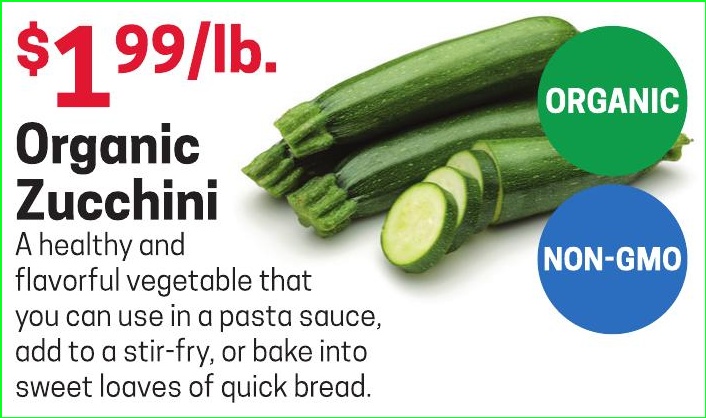 $1 99/lb.
Organic
Zucchini
A healthy and
flavorful vegetable that
you can use in a pasta sauce,
add to a stir-fry, or bake into
sweet loaves of quick bread.
ORGANIC
NON-GMO